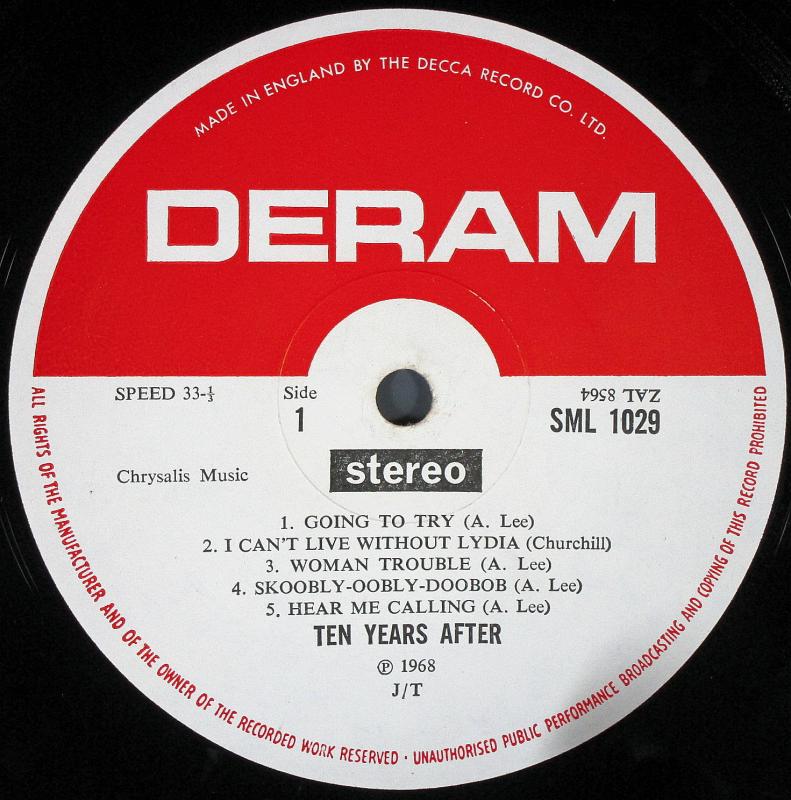 MADE IN ENGLAND BY THE DECCA RECORD CO. LTD.
DERAM
SPEED 33-⅓
Side
1
ZAL 8564
SML 1029
Chrysalis Music
stereo
1. GOING TO TRY (A. Lee)
2. I CAN'T LIVE WITHOUT LYDIA (Churchill)
3. WOMAN TROUBLE (A. Lee)
4. SKOOBLY-OOBLY-DOOBOB (A. Lee)
5. HEAR ME CALLING (A. Lee)
TEN YEARS AFTER
℗ 1968
J/T
ALL RIGHTS OF THE MANUFACTURER AND OF THE OWNER OF THE RECORDED WORK RESERVED · UNAUTHORISED PUBLIC PERFORMANCE BROADCASTING AND COPYING OF THIS RECORD PROHIBITED